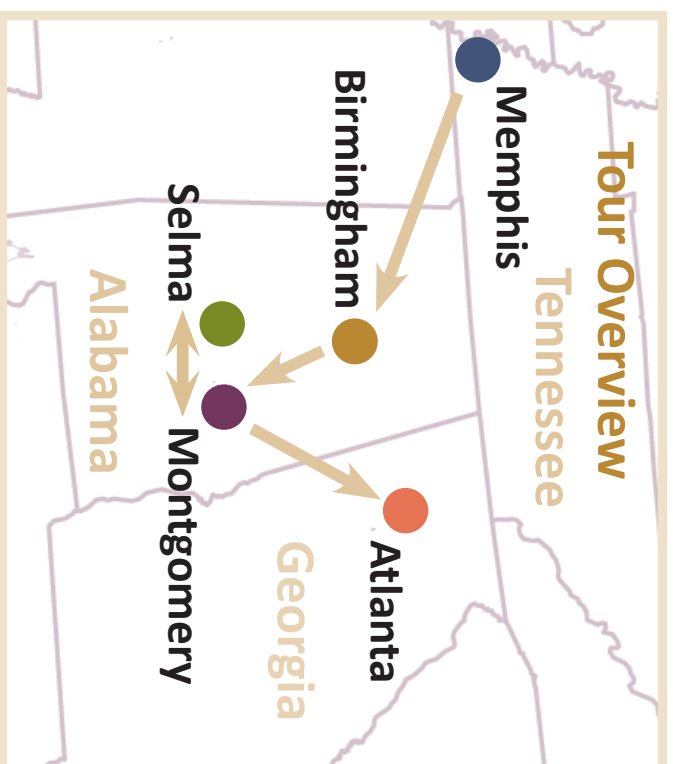 Tour Overview
Tennessee
Memphis
Birmingham
Atlanta
Georgia
Selma
Montgomery
Alabama